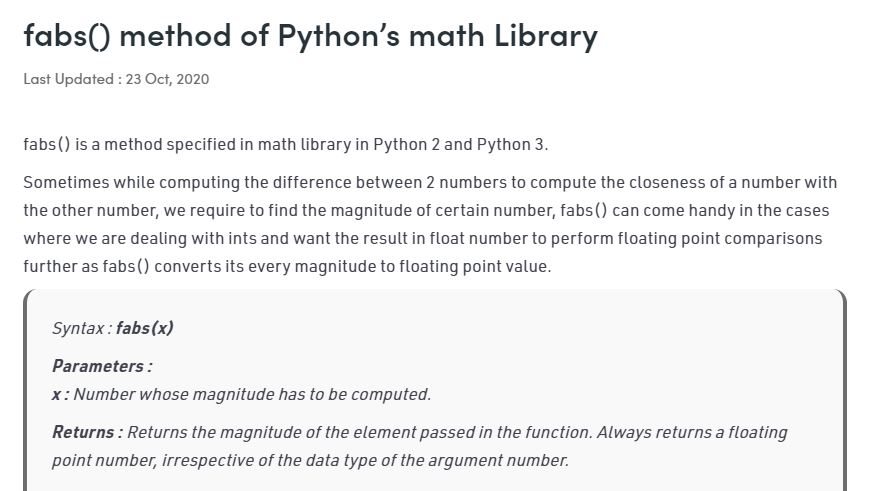 fabs() method of Python’s math Library
Last Updated : 23 Oct, 2020
fabs() is a method specified in math library in Python 2 and Python 3.
Sometimes while computing the difference between 2 numbers to compute the closeness of a number with
the other number, we require to find the magnitude of certain number, fabs() can come handy in the cases
where we are dealing with ints and want the result in float number to perform floating point comparisons
further as fabs() converts its every magnitude to floating point value.
Syntax : fabs(x)
Parameters :
x : Number whose magnitude has to be computed.
Returns : Returns the magnitude of the element passed in the function. Always returns a floating
point number, irrespective of the data type of the argument number.